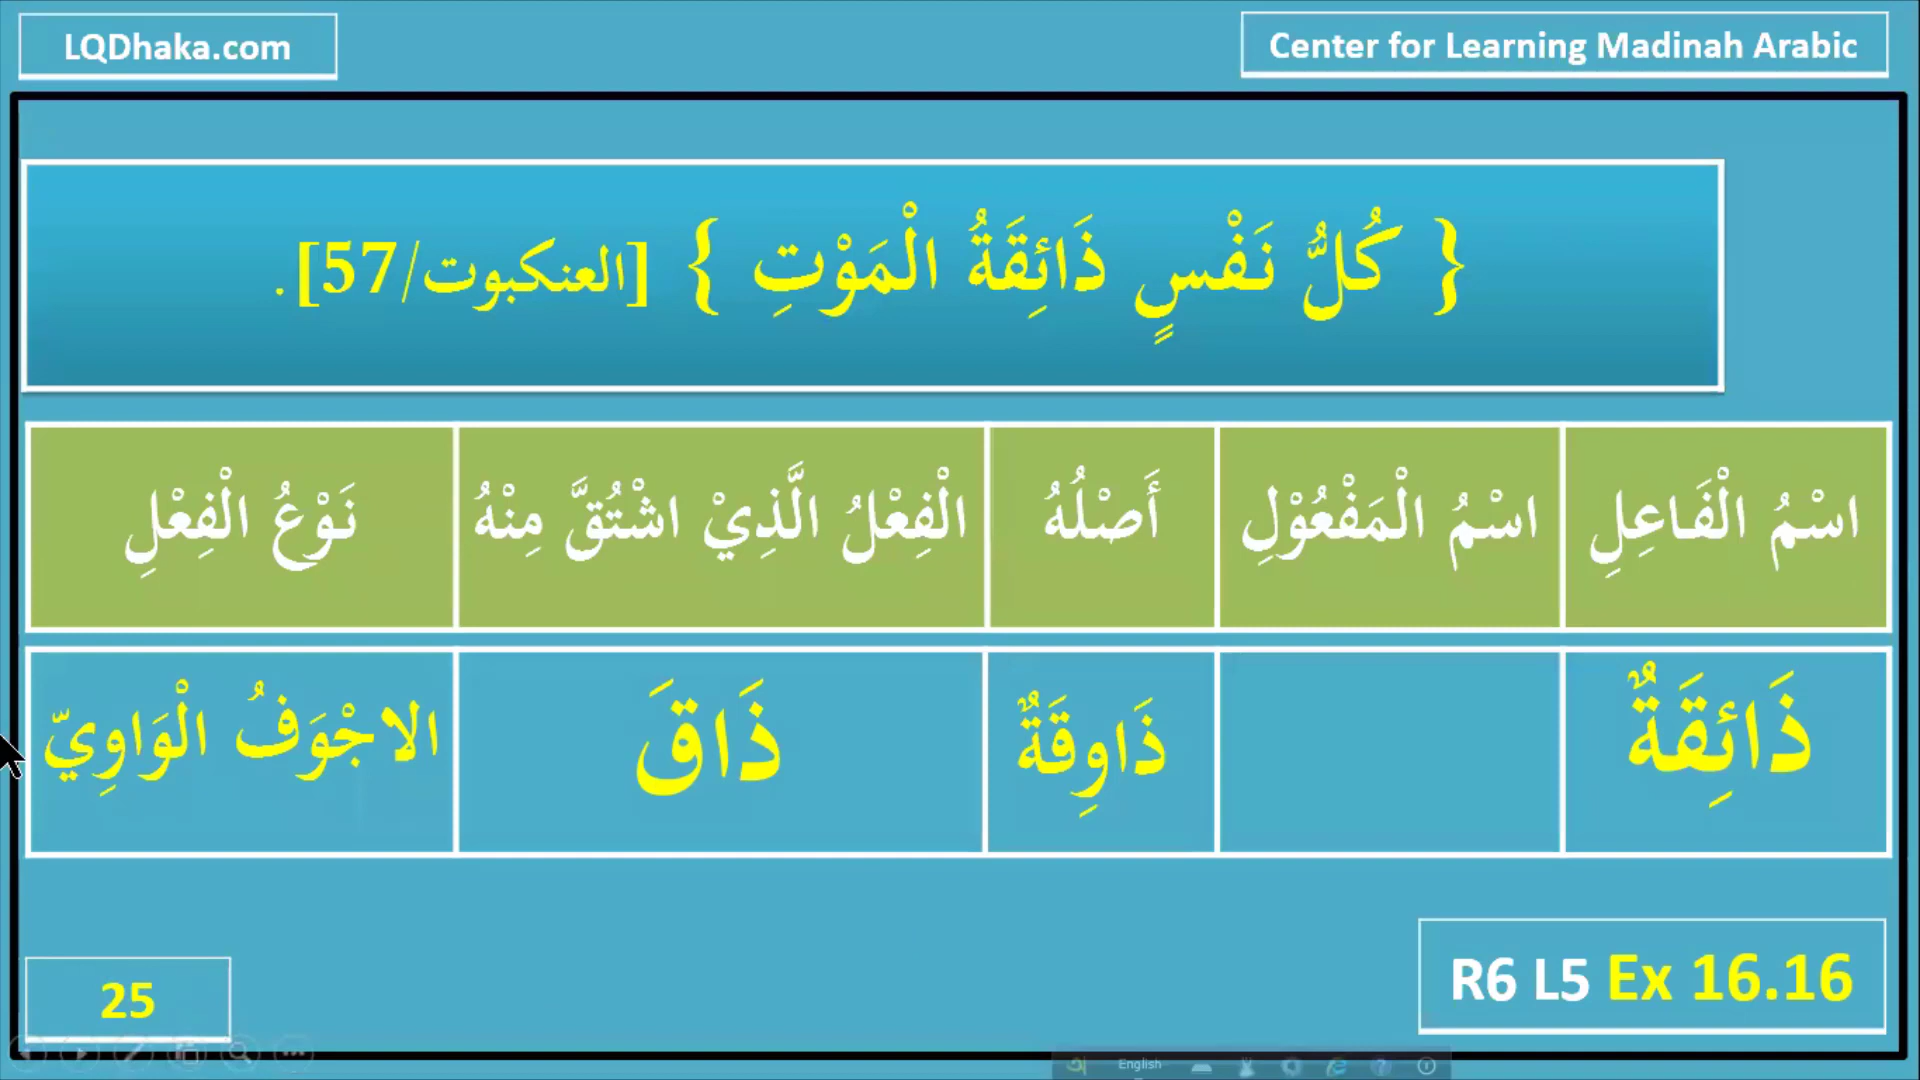 LQDhaka.com
Center for Learning Madinah Arabic
{ كُلُّ نَفْسٍ ذَائِقَةُ الْمَوْتِ } [العنكبوت/57].
اسْمُ الْفَاعِلِ
اسْمُ الْمَفْعُوْلِ
أَصْلُهُ
الْفِعْلُ الَّذِيْ اشْتُقَّ مِنْهُ
نَوْعُ الْفِعْلِ
ذَائِقَةٌ
ذَاوِقَةٌ
ذَاقَ
الاجْوَفُ الْوَاوِيّ
25
R6 L5 Ex 16.16
English